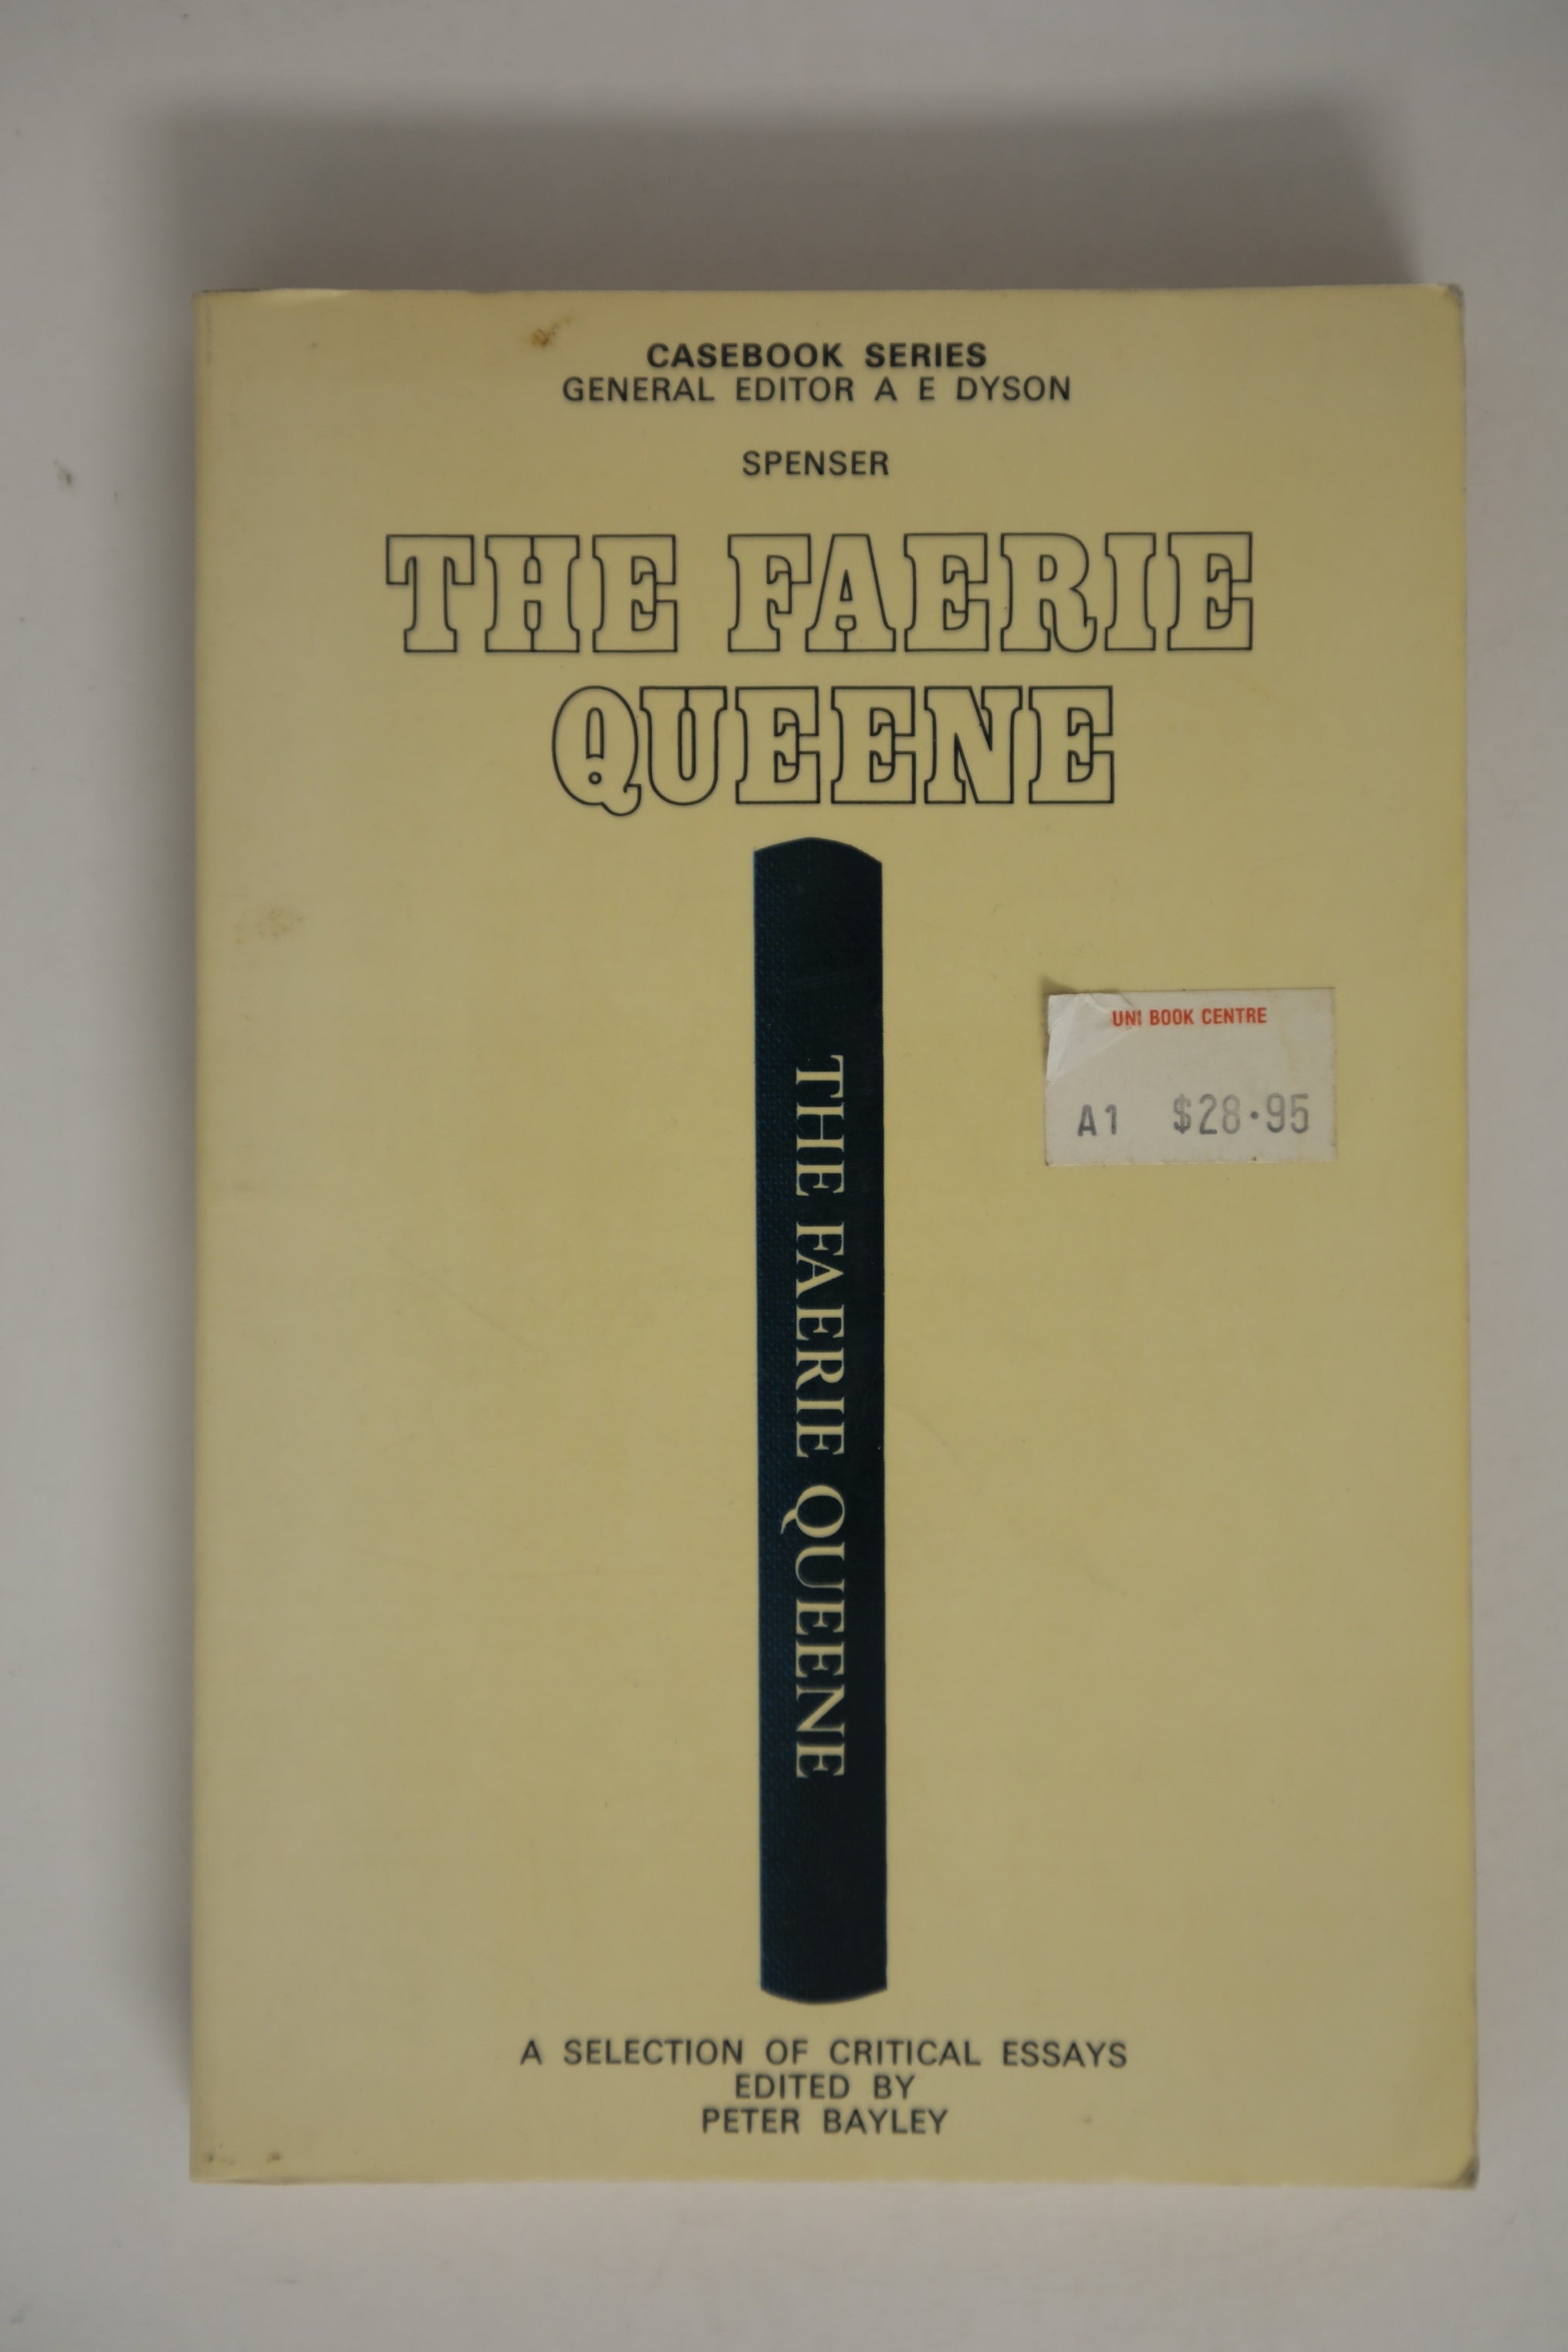 CASEBOOK SERIES
GENERAL EDITOR A E DYSON
SPENSER
THE FAERIE
QUEENE
THE FAERIE QUEENE
UNI BOOK CENTRE
A1 $28·95
A SELECTION OF CRITICAL ESSAYS
EDITED BY
PETER BAYLEY